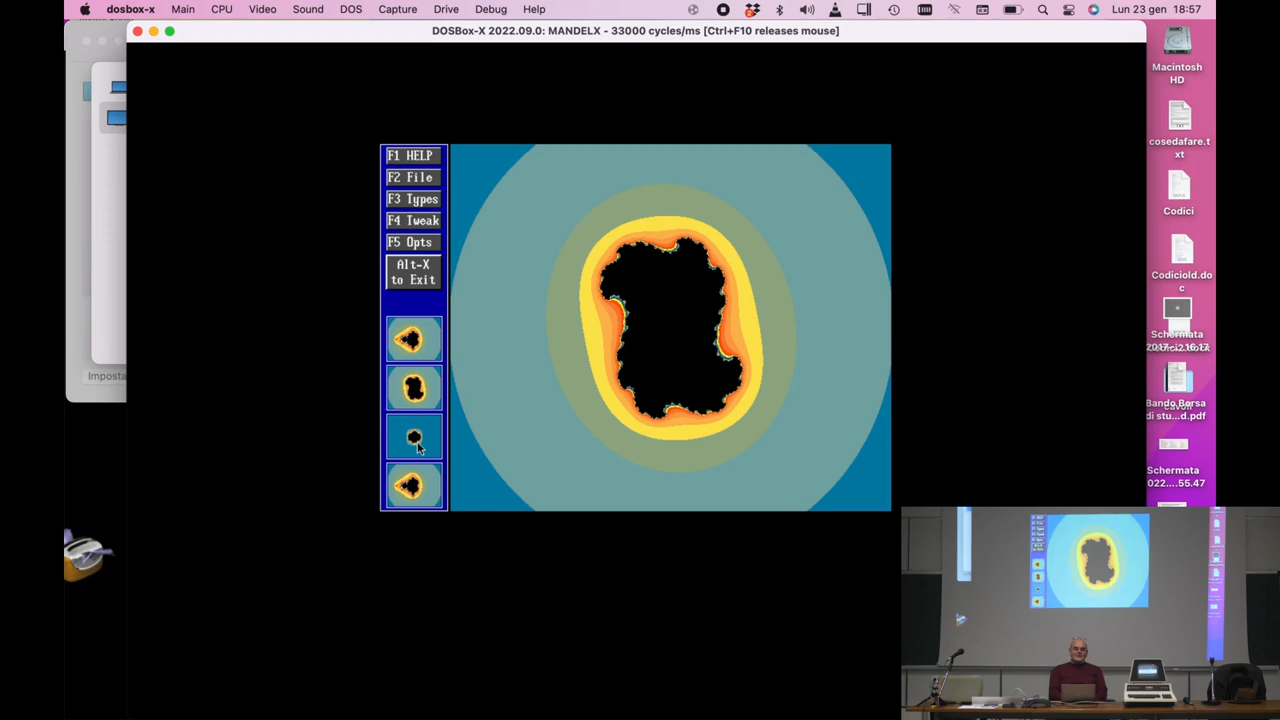 dosbox-x Main CPU Video Sound DOS Capture Drive Debug Help Lun 23 gen 18:57
DOSBox-X 2022.09.0: MANDELX - 33000 cycles/ms [Ctrl+F10 releases mouse]
F1 HELP
F2 File
F3 Types
F4 Tweak
F5 Opts
Alt-X
to Exit
Imposta
Macintosh
HD
cosedafare.t
xt
Codici
Codiciold.do
c
Schermata
Bando Borsa
di stu...d.pdf
Schermata
022....55.47